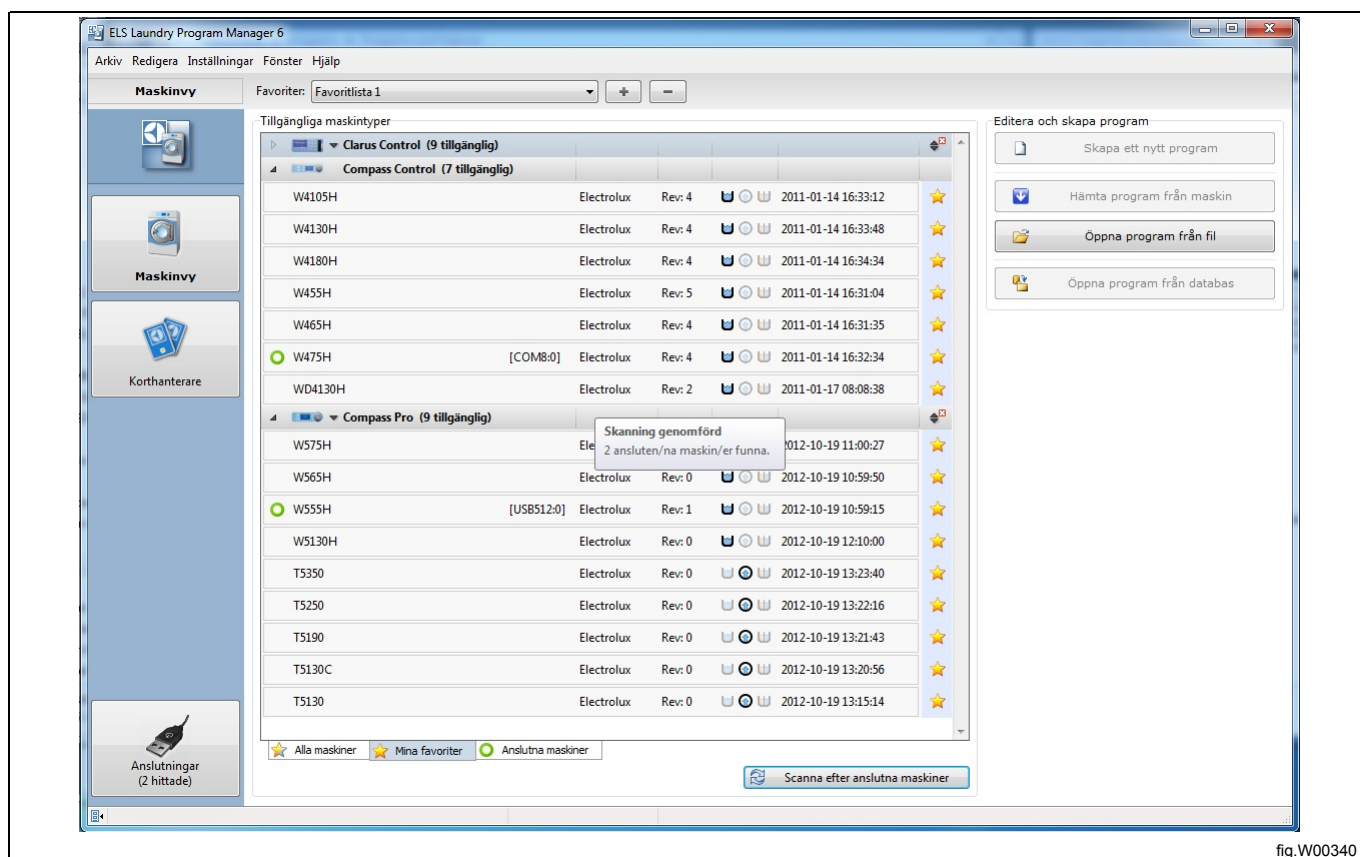 ELS Laundry Program Manager 6
Arkiv Redigera Inställningar Fönster Hjälp
Maskinvy
Favoriter: Favoritlista 1
Tillgängliga maskintyper
Clarus Control (9 tillgänglig)
Compass Control (7 tillgänglig)
W4105H Electrolux Rev: 4 2011-01-14 16:33:12
W4130H Electrolux Rev: 4 2011-01-14 16:33:48
W4180H Electrolux Rev: 4 2011-01-14 16:34:34
W455H Electrolux Rev: 5 2011-01-14 16:31:04
W465H Electrolux Rev: 4 2011-01-14 16:31:35
W475H [COM8:0] Electrolux Rev: 4 2011-01-14 16:32:34
WD4130H Electrolux Rev: 2 2011-01-17 08:08:38
Compass Pro (9 tillgänglig)
Skanning genomförd
2 ansluten/na maskin/er funna.
W575H Ele 2012-10-19 11:00:27
W565H Electrolux Rev: 0 2012-10-19 10:59:50
W555H [USB512:0] Electrolux Rev: 1 2012-10-19 10:59:15
W5130H Electrolux Rev: 0 2012-10-19 12:10:00
T5350 Electrolux Rev: 0 2012-10-19 13:23:40
T5250 Electrolux Rev: 0 2012-10-19 13:22:16
T5190 Electrolux Rev: 0 2012-10-19 13:21:43
T5130C Electrolux Rev: 0 2012-10-19 13:20:56
T5130 Electrolux Rev: 0 2012-10-19 13:15:14
Alla maskiner Mina favoriter Anslutna maskiner
Scanna efter anslutna maskiner
Maskinvy
Korthanterare
Anslutningar
(2 hittade)
Editera och skapa program
Skapa ett nytt program
Hämta program från maskin
Öppna program från fil
Öppna program från databas
fig.W00340